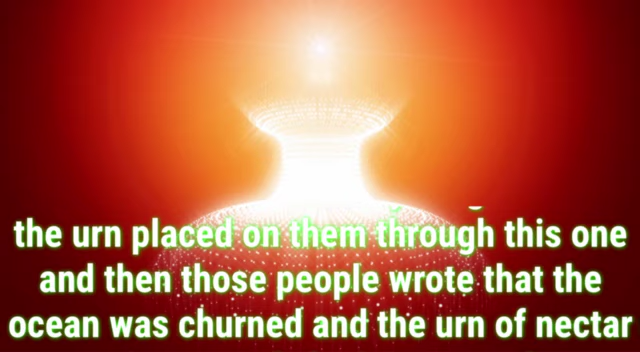 the urn placed on them through this one
and then those people wrote that the
ocean was churned and the urn of nectar